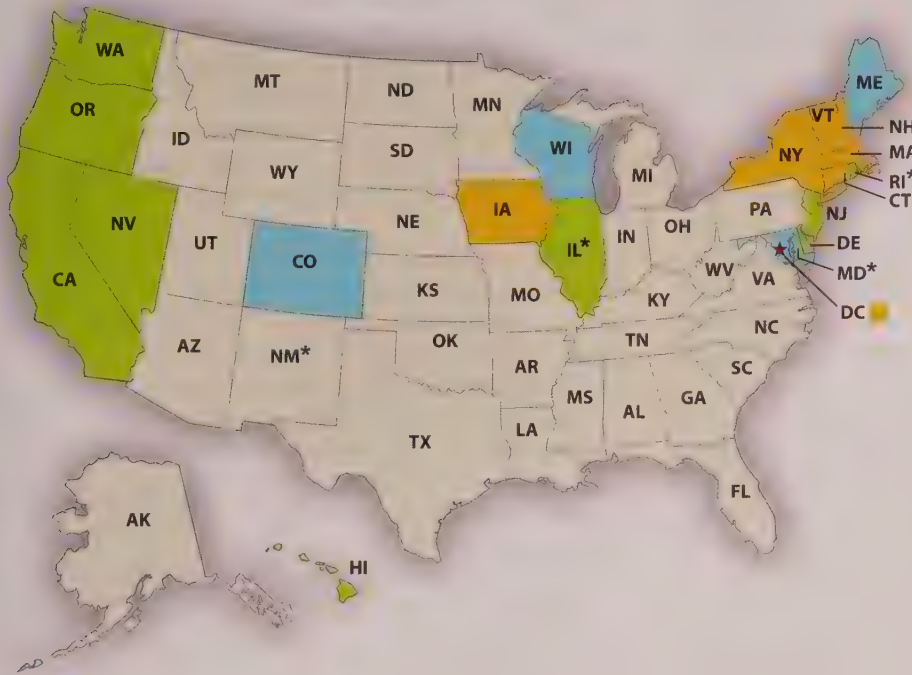 WA
MT
ND
MN
ME
OR
ID
SD
WI
VT
NH
NY
MA
WY
MI
RI*
CT
IA
PA
NJ
NE
OH
NV
UT
CO
IL*
IN
DE
WV
MD*
CA
KS
MO
VA
KY
DC
NC
AZ
NM*
OK
TN
AR
SC
MS
AL
GA
TX
LA
FL
AK
HI